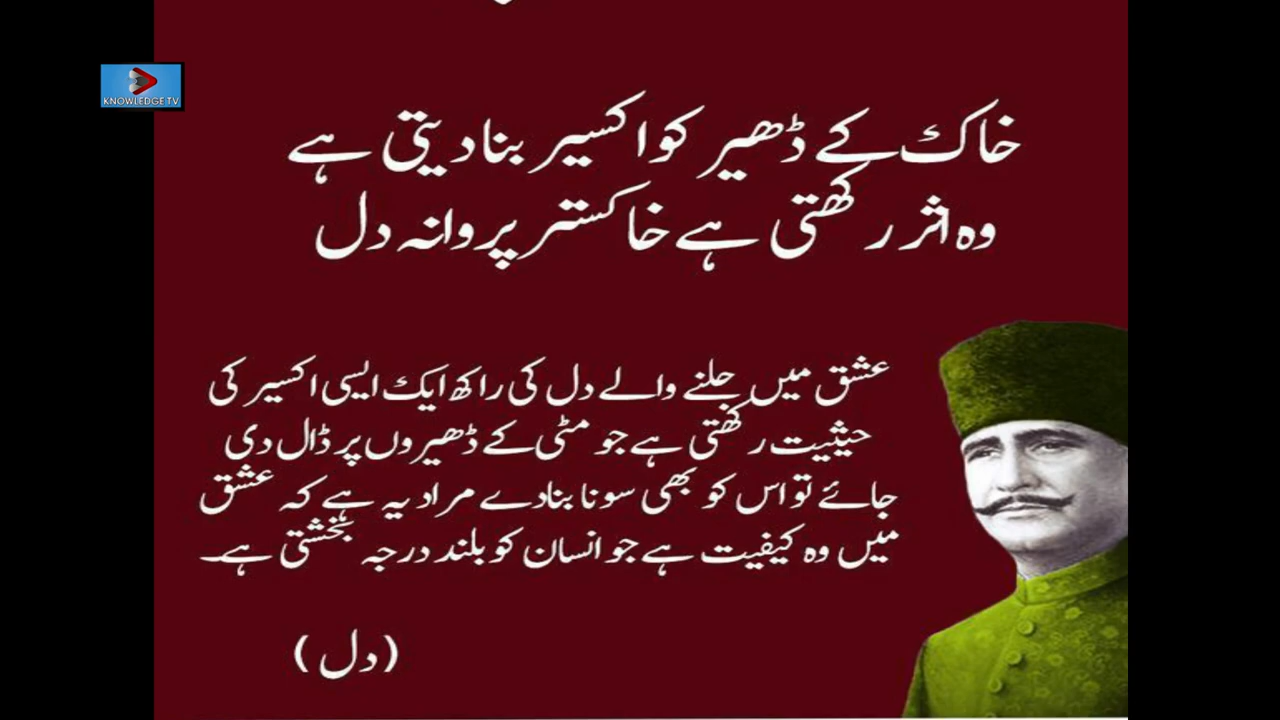 KNOWLEDGE TV
خاک کے ڈھیر کو اکسیر بنا دیتی ہے
وہ اثر رکھتی ہے خاکستر پروانہ دل
عشق میں جلنے والے دل کی راکھ ایک ایسی اکسیر کی
حیثیت رکھتی ہے جو مٹی کے ڈھیروں پر ڈال دی
جائے تو اس کو بھی سونا بنادے مراد یہ ہے کہ عشق
میں وہ کیفیت ہے جو انسان کو بلند درجہ بخشتی ہے۔
(دل)